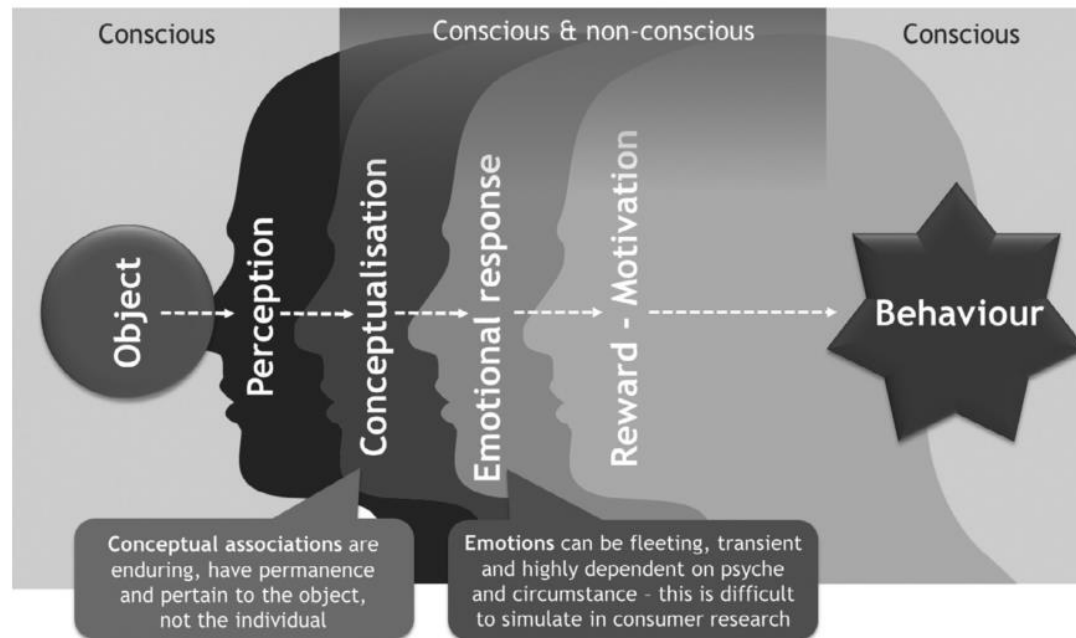 Conscious
Conscious & non-conscious
Conscious
Object
Perception
Conceptualisation
Emotional response
Reward - Motivation
Behaviour
Conceptual associations are
enduring, have permanence
and pertain to the object,
not the individual
Emotions can be fleeting, transient
and highly dependent on psyche
and circumstance – this is difficult
to simulate in consumer research